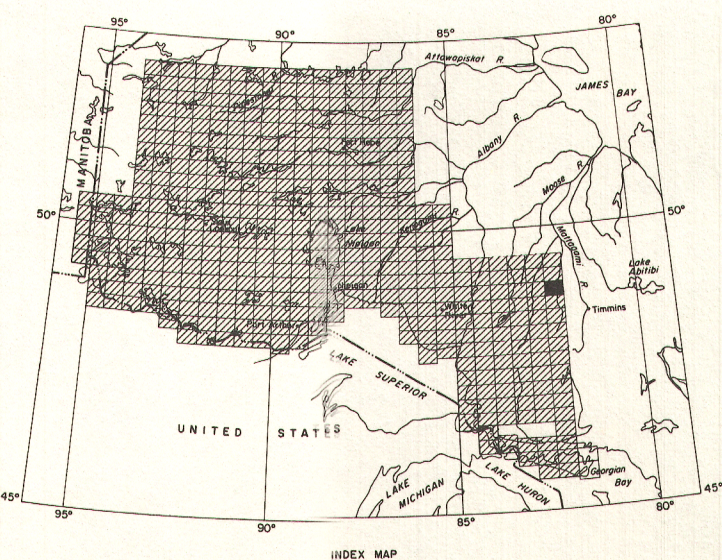 95°
90°
85°
80°
Attawapiskat R.
JAMES BAY
MANITOBA
Albany R
Fort Hope
Moose R
50°
50°
Kenogami R
Mattagami R
Lake
Nipigon
Lake
Abitibi
Nipigon
White
River
Timmins
Port Arthur
LAKE SUPERIOR
UNITED STATES
LAKE
MICHIGAN
LAKE HURON
Georgian
Bay
45°
45°
95°
90°
85°
80°
INDEX MAP